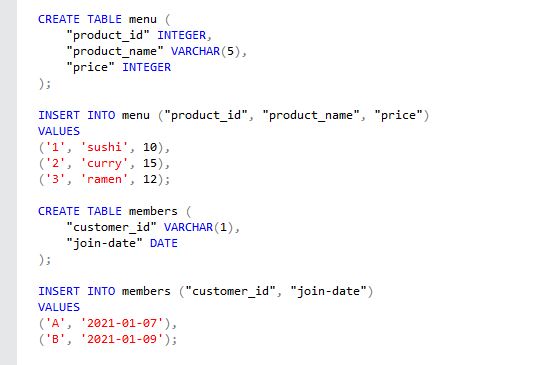 CREATE TABLE menu (
"product_id" INTEGER,
"product_name" VARCHAR(5),
"price" INTEGER
);
INSERT INTO menu ("product_id", "product_name", "price")
VALUES
('1', 'sushi', 10),
('2', 'curry', 15),
('3', 'ramen', 12);
CREATE TABLE members (
"customer_id" VARCHAR(1),
"join-date" DATE
);
INSERT INTO members ("customer_id", "join-date")
VALUES
('A', '2021-01-07'),
('B', '2021-01-09');